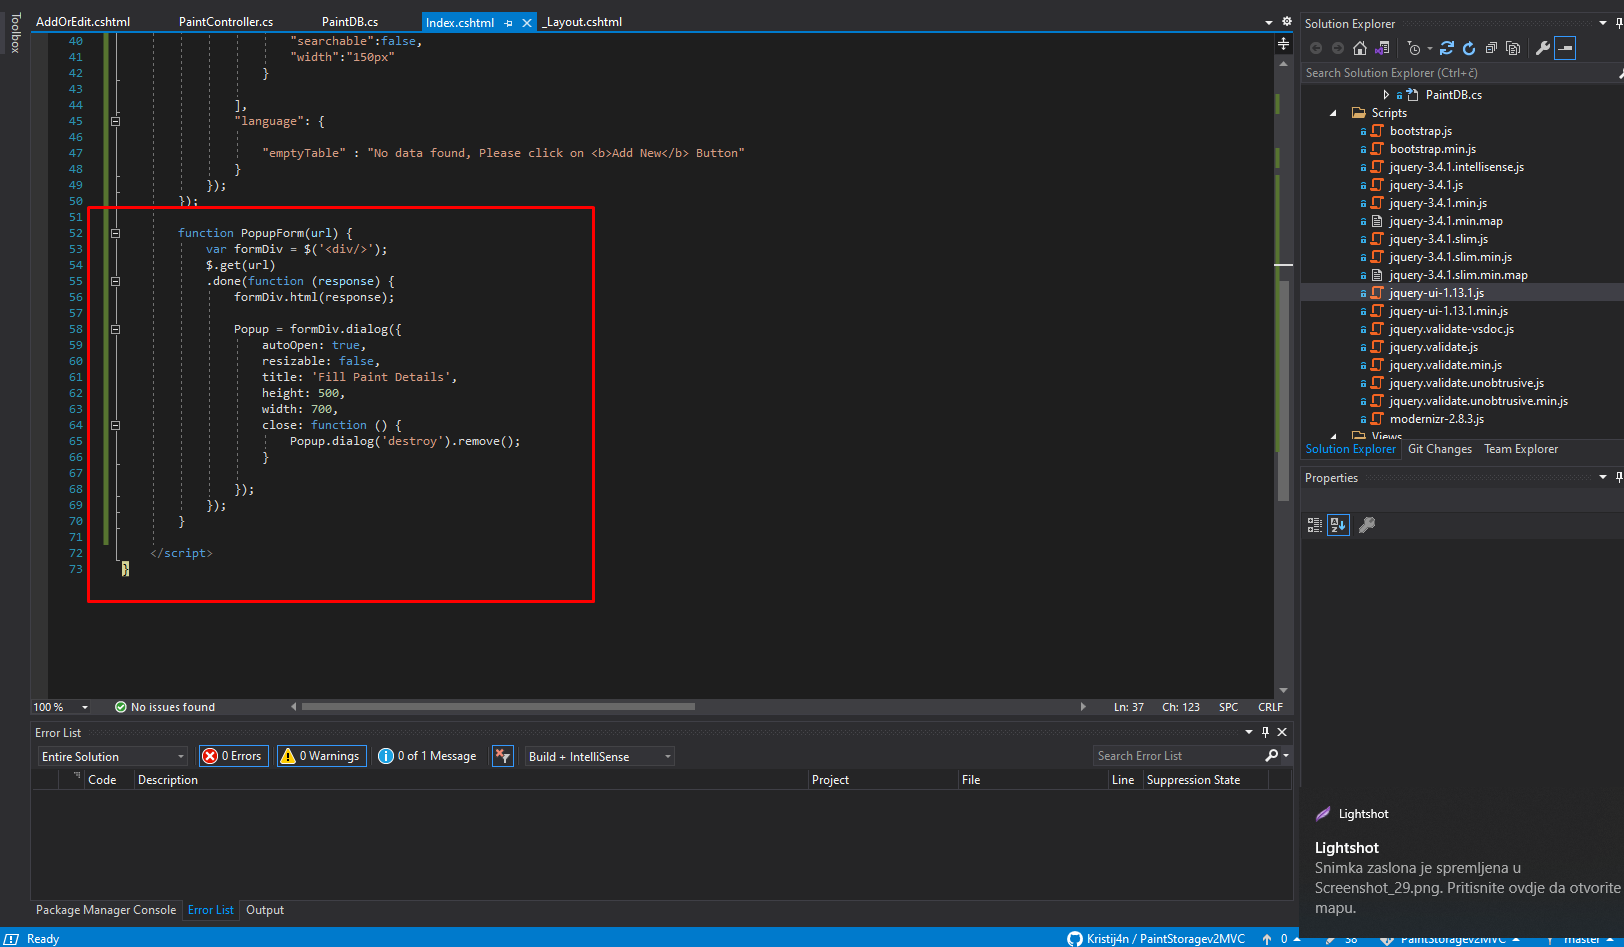 Toolbox
AddOrEdit.cshtml
PaintController.cs
PaintDB.cs
Index.cshtml
_Layout.cshtml
40 "searchable":false,
41 "width":"150px"
42 }
43
44 ],
45 "language": {
46
47 "emptyTable" : "No data found, Please click on <b>Add New</b> Button"
48 }
49 });
50 });
51
52 function PopupForm(url) {
53 var formDiv = $('<div/>');
54 $.get(url)
55 .done(function (response) {
56 formDiv.html(response);
57
58 Popup = formDiv.dialog({
59 autoOpen: true,
60 resizable: false,
61 title: 'Fill Paint Details',
62 height: 500,
63 width: 700,
64 close: function () {
65 Popup.dialog('destroy').remove();
66 }
67
68 });
69 });
70 }
71
72 </script>
73 }
100 %
No issues found
Ln: 37 Ch: 123 SPC CRLF
Error List
Entire Solution
0 Errors
0 Warnings
0 of 1 Message
Build + IntelliSense
Search Error List
Code Description Project File Line Suppression State
Package Manager Console Error List Output
Solution Explorer
Search Solution Explorer (Ctrl+č)
PaintDB.cs
Scripts
bootstrap.js
bootstrap.min.js
jquery-3.4.1.intellisense.js
jquery-3.4.1.js
jquery-3.4.1.min.js
jquery-3.4.1.min.map
jquery-3.4.1.slim.js
jquery-3.4.1.slim.min.js
jquery-3.4.1.slim.min.map
jquery-ui-1.13.1.js
jquery-ui-1.13.1.min.js
jquery.validate-vsdoc.js
jquery.validate.js
jquery.validate.min.js
jquery.validate.unobtrusive.js
jquery.validate.unobtrusive.min.js
modernizr-2.8.3.js
Views
Solution Explorer Git Changes Team Explorer
Properties
Lightshot
Lightshot
Snimka zaslona je spremljena u
Screenshot_29.png. Pritisnite ovdje da otvorite
mapu.
Ready
Kristij4n / PaintStoragev2MVC
0
38
PaintStoragev2MVC
master